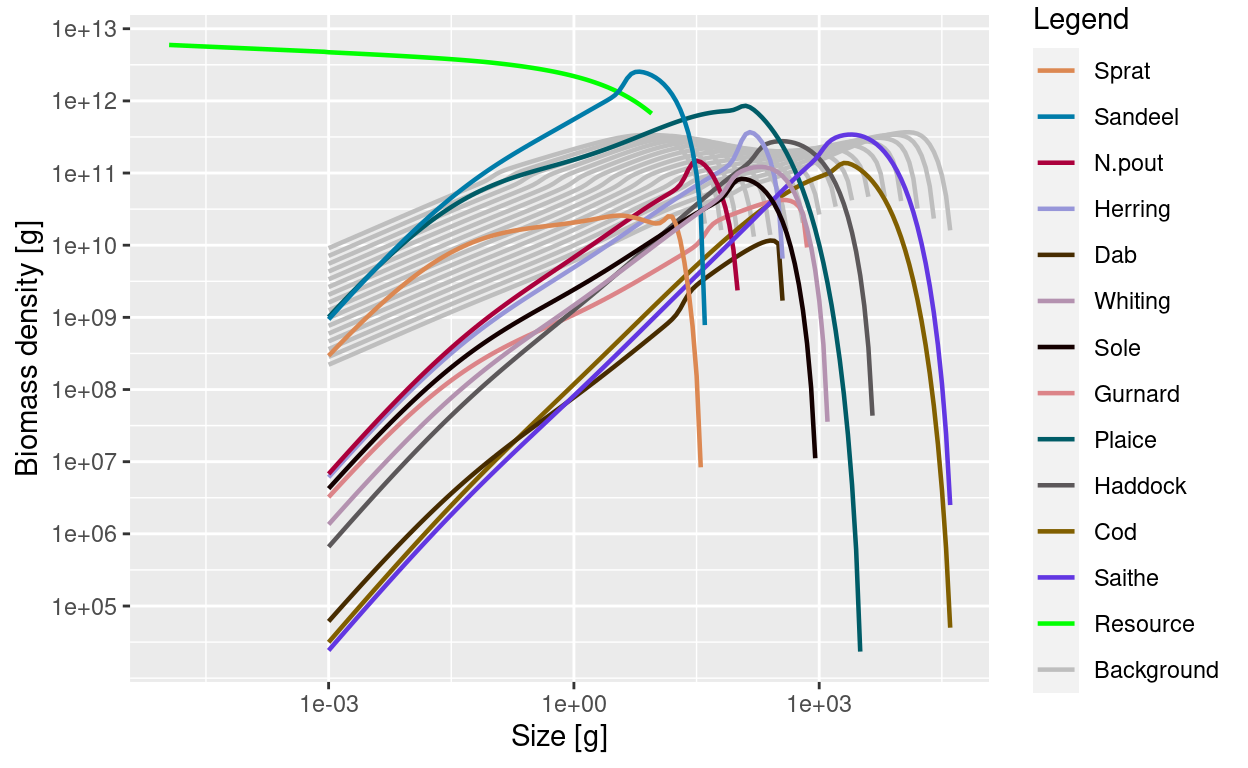 Legend
Sprat
Sandeel
N.pout
Herring
Dab
Whiting
Sole
Gurnard
Plaice
Haddock
Cod
Saithe
Resource
Background
Biomass density [g]
1e+13
1e+12
1e+11
1e+10
1e+09
1e+08
1e+07
1e+06
1e+05
1e-03 1e+00 1e+03
Size [g]